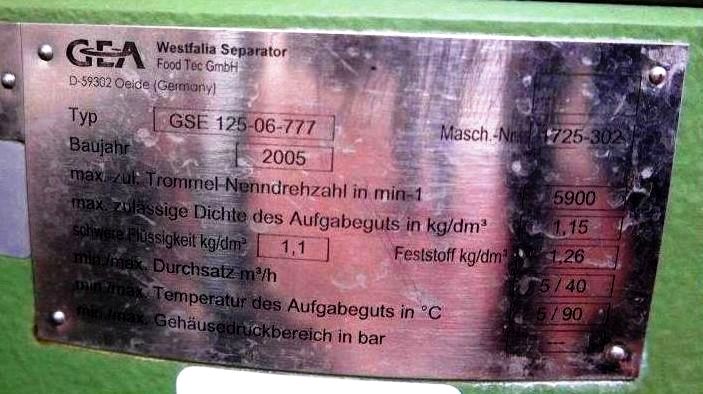 GEA Westfalia Separator
Food Tec GmbH
D-59302 Oelde (Germany)
Typ GSE 125-06-777 Masch.-Nr. 1725-302
Baujahr 2005
max. zul. Trommel-Nenndrehzahl in min-1 5900
max. zulässige Dichte des Aufgabeguts in kg/dm³ 1,15
schwere Flüssigkeit kg/dm³ 1,1 Feststoff kg/dm³ 1,26
min./max. Durchsatz m³/h 5 / 40
min./max. Temperatur des Aufgabeguts in °C 5 / 90
min./max. Gehäusedruckbereich in bar ---